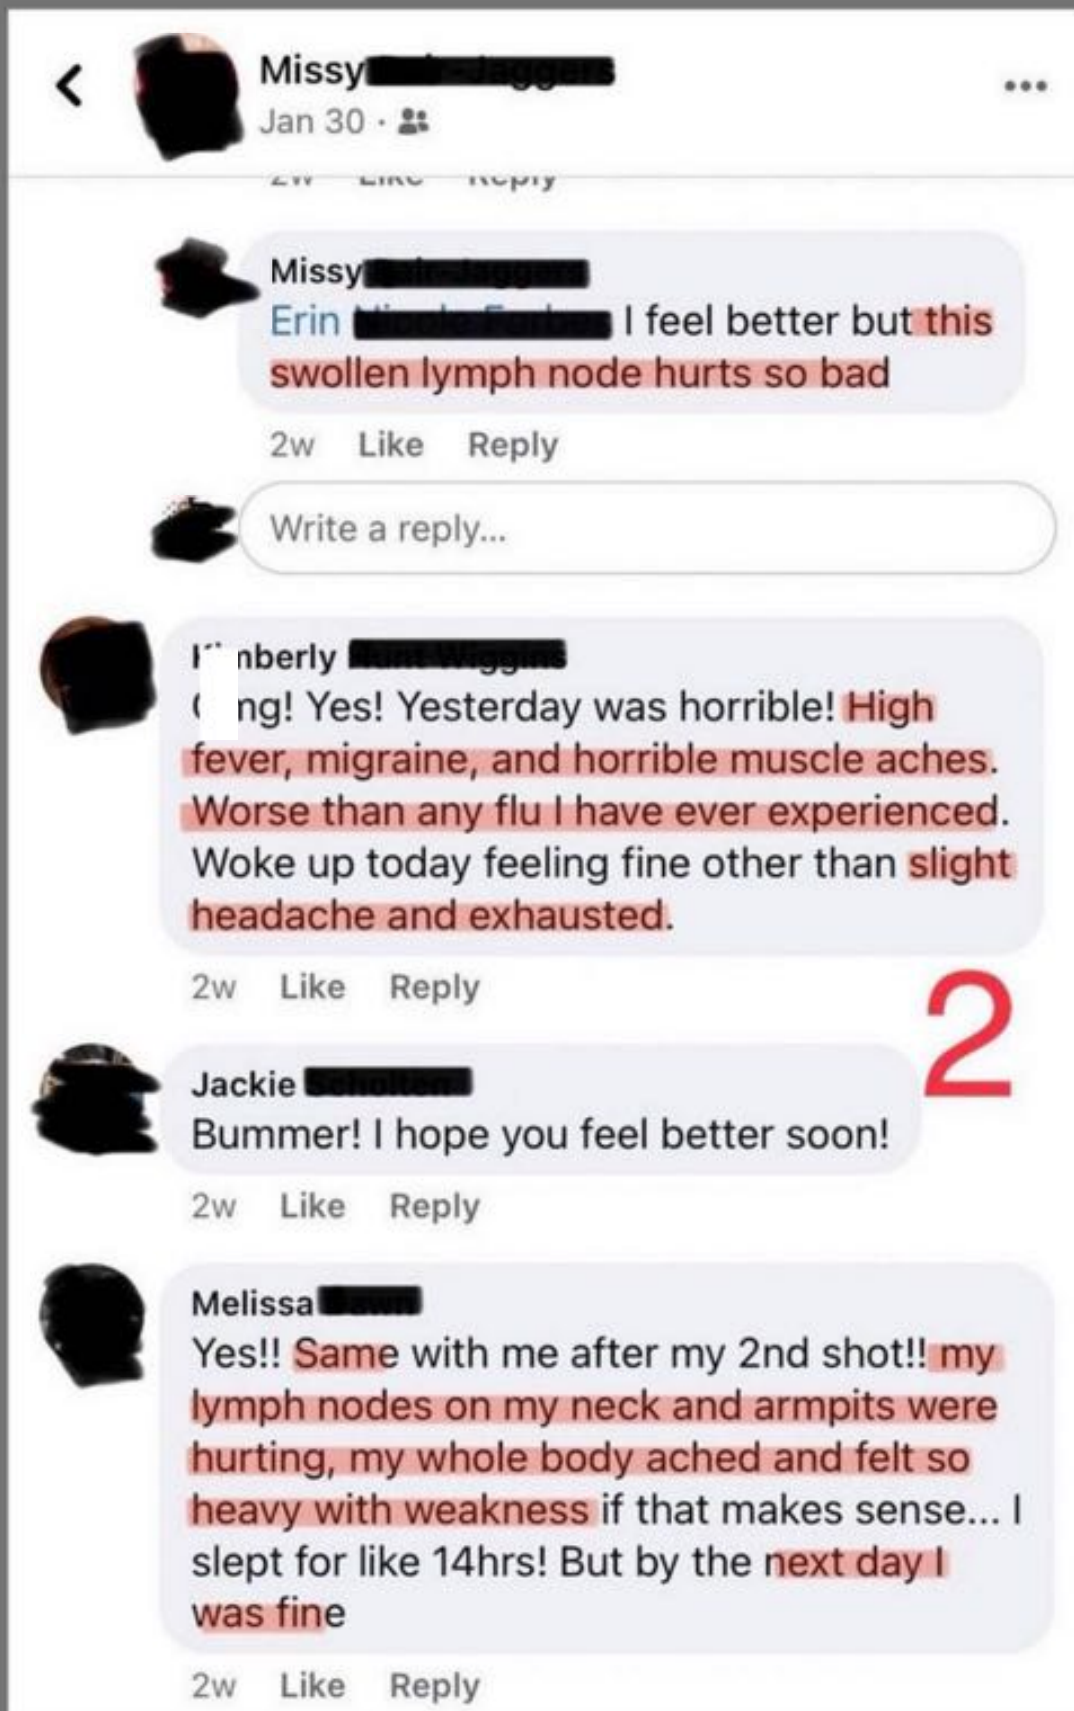 Missy
Jan 30 ·
2w Like Reply
Missy
Erin I feel better but this
swollen lymph node hurts so bad
2w Like Reply
Write a reply...
Kimberly
Omg! Yes! Yesterday was horrible! High
fever, migraine, and horrible muscle aches.
Worse than any flu I have ever experienced.
Woke up today feeling fine other than slight
headache and exhausted.
2w Like Reply
2
Jackie
Bummer! I hope you feel better soon!
2w Like Reply
Melissa
Yes!! Same with me after my 2nd shot!! my
lymph nodes on my neck and armpits were
hurting, my whole body ached and felt so
heavy with weakness if that makes sense... I
slept for like 14hrs! But by the next day I
was fine
2w Like Reply